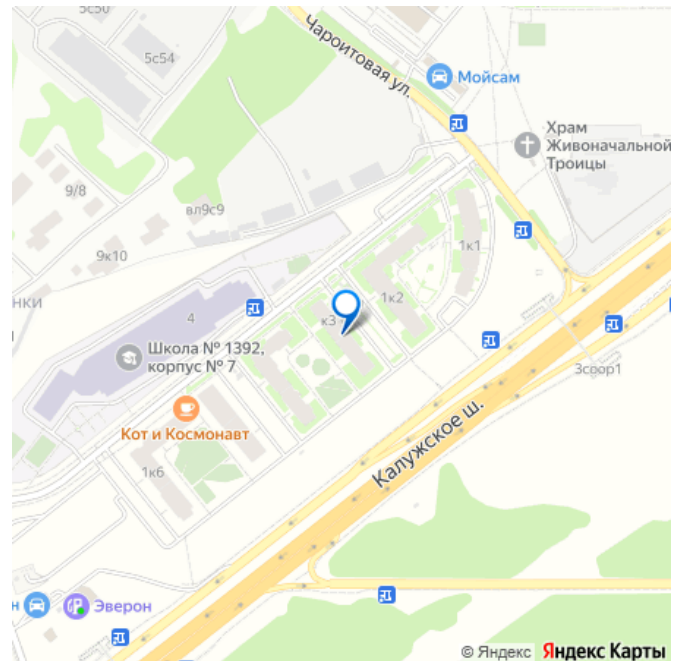 5с50
5с54
Чароитовая ул.
Мойсам
Храм
Живоначальной
Троицы
9/8
вл9с9
9к10
1к1
1к2
НКИ
4
к3
Школа № 1392,
корпус № 7
3соор1
Кот и Космонавт
Калужское ш.
1к6
н
Эверон
© Яндекс Яндекс Карты